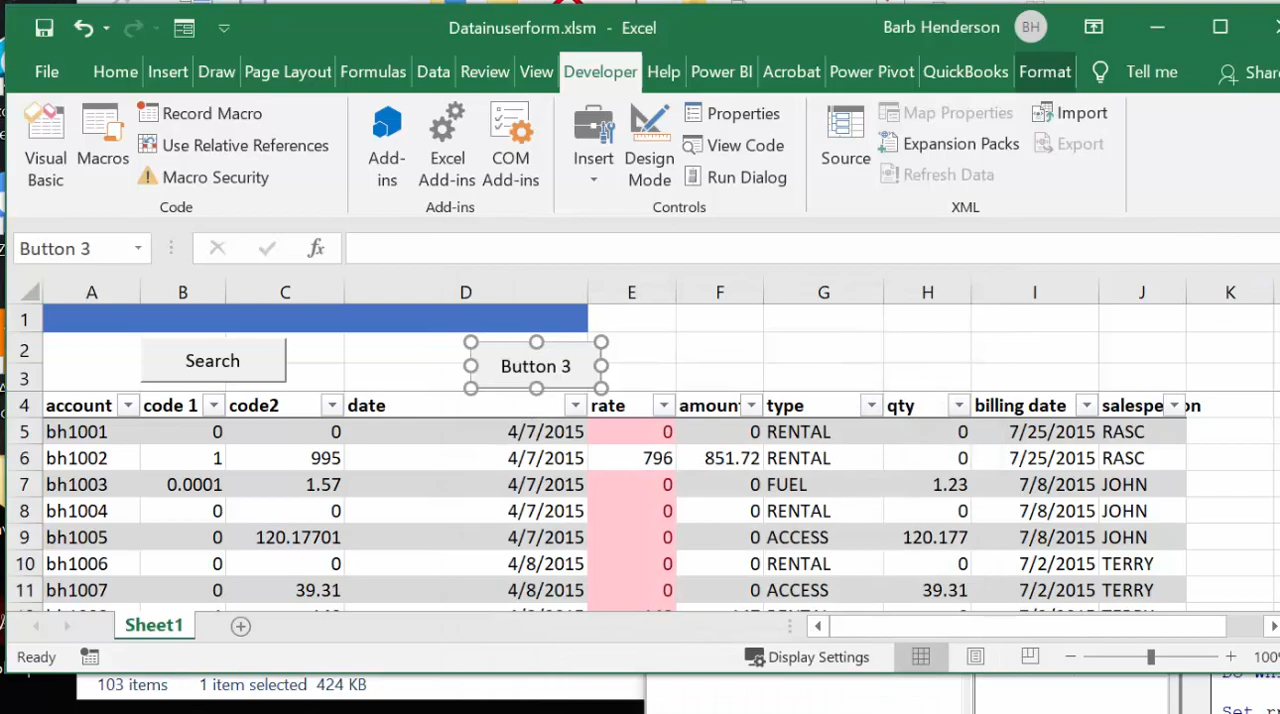 Datainuserform.xlsm - Excel
Barb Henderson BH
File Home Insert Draw Page Layout Formulas Data Review View Developer Help Power BI Acrobat Power Pivot QuickBooks Format Tell me Shar
Record Macro
Use Relative References
Macro Security
Visual Basic
Macros
Code
Add-ins
Excel Add-ins
COM Add-ins
Add-ins
Insert
Design Mode
Properties
View Code
Run Dialog
Controls
Source
Map Properties
Expansion Packs
Refresh Data
Import
Export
XML
Button 3 fx
A B C D E F G H I J K
1
2
3
Search
Button 3
4 account code 1 code2 date rate amount type qty billing date salesperson
5 bh1001 0 0 4/7/2015 0 0 RENTAL 0 7/25/2015 RASC
6 bh1002 1 995 4/7/2015 796 851.72 RENTAL 0 7/25/2015 RASC
7 bh1003 0.0001 1.57 4/7/2015 0 0 FUEL 1.23 7/8/2015 JOHN
8 bh1004 0 0 4/7/2015 0 0 RENTAL 0 7/8/2015 JOHN
9 bh1005 0 120.17701 4/7/2015 0 0 ACCESS 120.177 7/8/2015 JOHN
10 bh1006 0 0 4/8/2015 0 0 RENTAL 0 7/2/2015 TERRY
11 bh1007 0 39.31 4/8/2015 0 0 ACCESS 39.31 7/2/2015 TERRY
Sheet1
Ready
Display Settings
100%
103 items 1 item selected 424 KB
Set